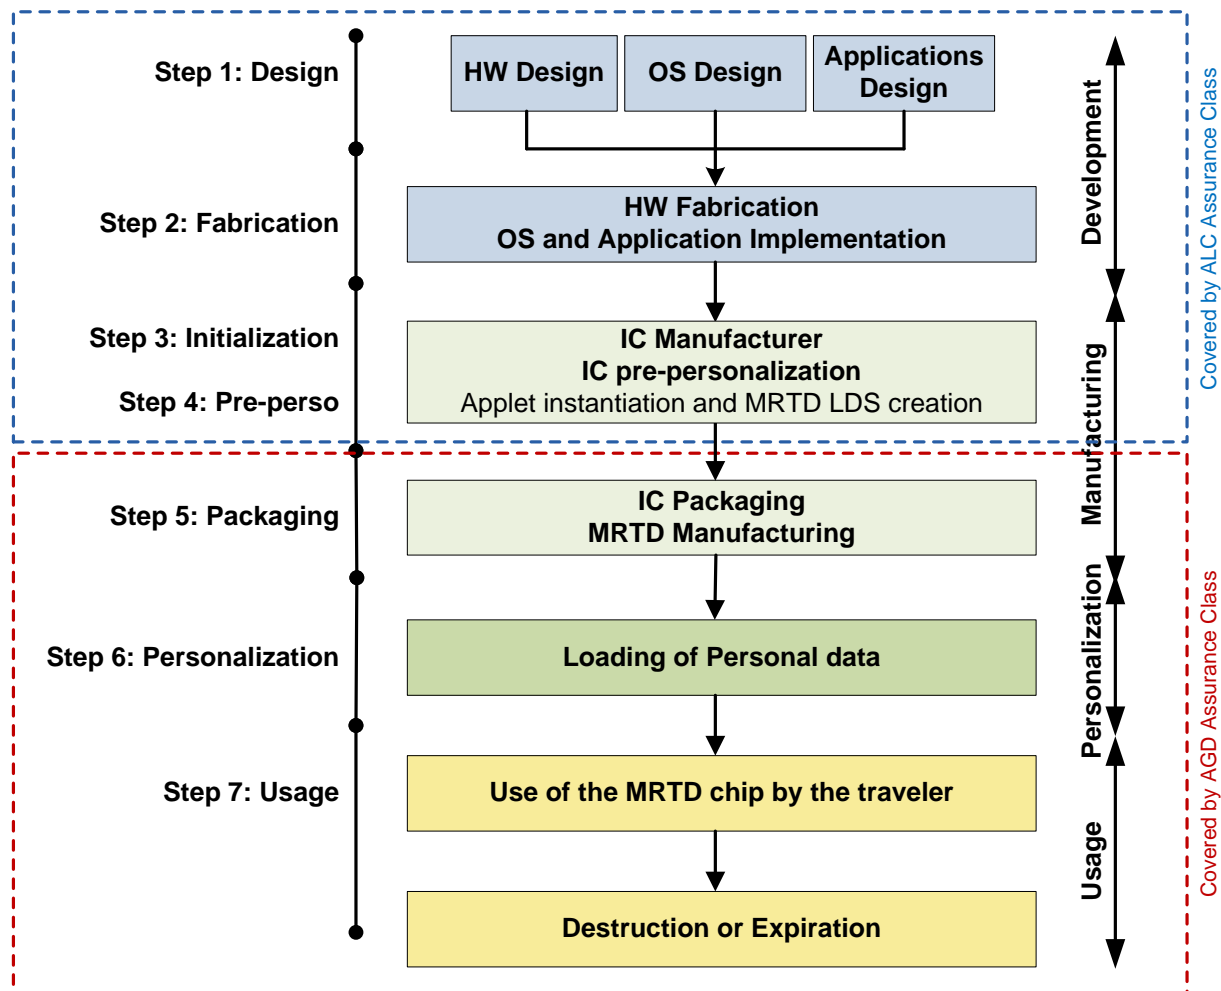 Step 1: Design
HW Design
OS Design
Applications
Design
Step 2: Fabrication
HW Fabrication
OS and Application Implementation
Development
Covered by ALC Assurance Class
Step 3: Initialization
Step 4: Pre-perso
IC Manufacturer
IC pre-personalization
Applet instantiation and MRTD LDS creation
Manufacturing
Step 5: Packaging
IC Packaging
MRTD Manufacturing
Step 6: Personalization
Loading of Personal data
Personalization
Covered by AGD Assurance Class
Step 7: Usage
Use of the MRTD chip by the traveler
Usage
Destruction or Expiration